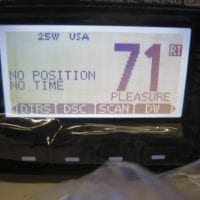 25W USA
71
RT
NO POSITION
NO TIME
PLEASURE
DIRS DSC SCAN DW